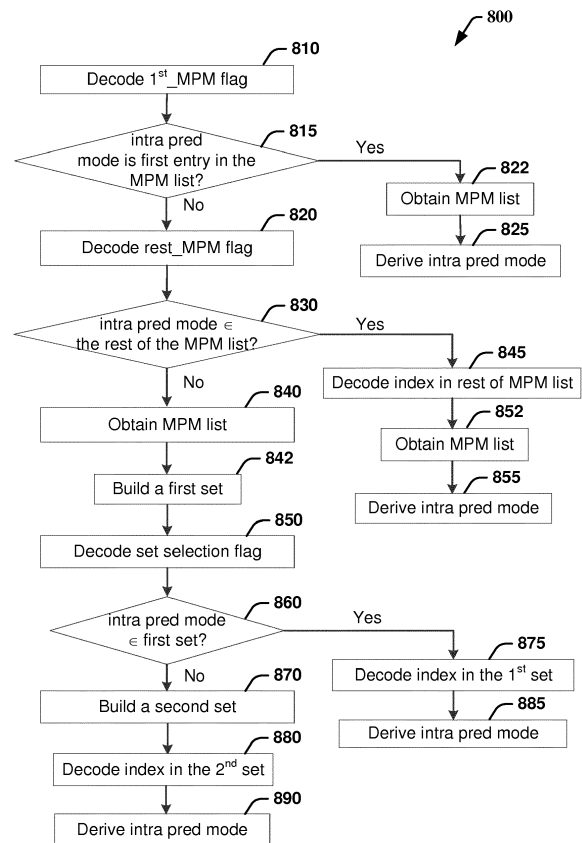 800
810
Decode 1st_MPM flag
815
intra pred
mode is first entry in the
MPM list?
Yes
822
Obtain MPM list
825
Derive intra pred mode
No
820
Decode rest_MPM flag
830
intra pred mode ∈
the rest of the MPM list?
Yes
845
Decode index in rest of MPM list
852
Obtain MPM list
855
Derive intra pred mode
No
840
Obtain MPM list
842
Build a first set
850
Decode set selection flag
860
intra pred mode
∈ first set?
Yes
875
Decode index in the 1st set
885
Derive intra pred mode
No
870
Build a second set
880
Decode index in the 2nd set
890
Derive intra pred mode